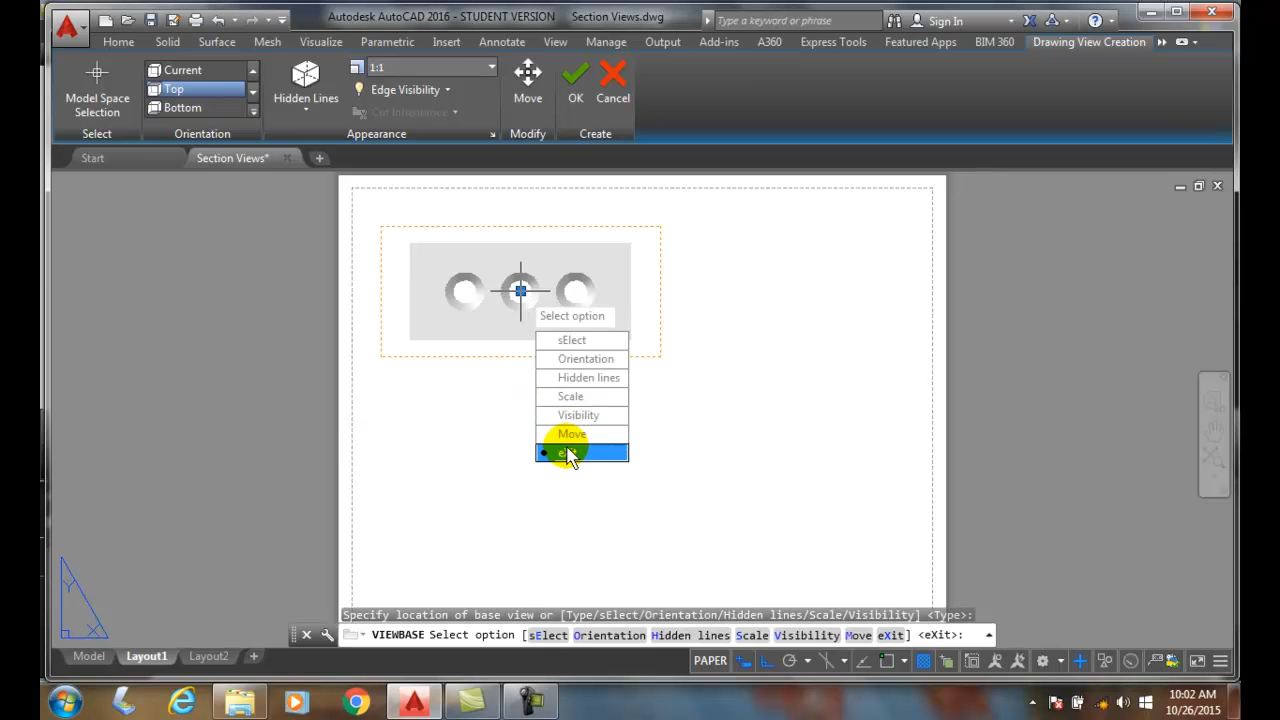 Autodesk AutoCAD 2016 - STUDENT VERSION Section Views.dwg Type a keyword or phrase Sign In
Home Solid Surface Mesh Visualize Parametric Insert Annotate View Manage Output Add-ins A360 Express Tools Featured Apps BIM 360 Drawing View Creation
Model Space Selection
Select
Current
Top
Bottom
Orientation
Hidden Lines
1:1
Edge Visibility
Cut Inheritance
Appearance
Move
Modify
OK Cancel
Create
Start Section Views*
Select option
sElect
Orientation
Hidden lines
Scale
Visibility
Move
Y
X
Specify location of base view or [Type/sElect/Orientation/Hidden lines/Scale/Visibility] <Type>:
VIEWBASE Select option [sElect Orientation Hidden lines Scale Visibility Move eXit] <eXit>:
Model Layout1 Layout2 PAPER
10:02 AM
10/26/2015